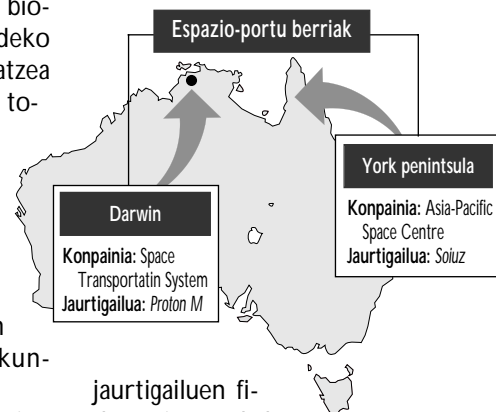 bio-
deko
atzea
to-
Espazio-portu berriak
York penintsula
Konpainia: Asia-Pacific
Space Centre
Jaurtigailua: Soiuz
Darwin
Konpainia: Space
Transportatin System
Jaurtigailua: Proton M
n
kun-
jaurtigailuen fi-